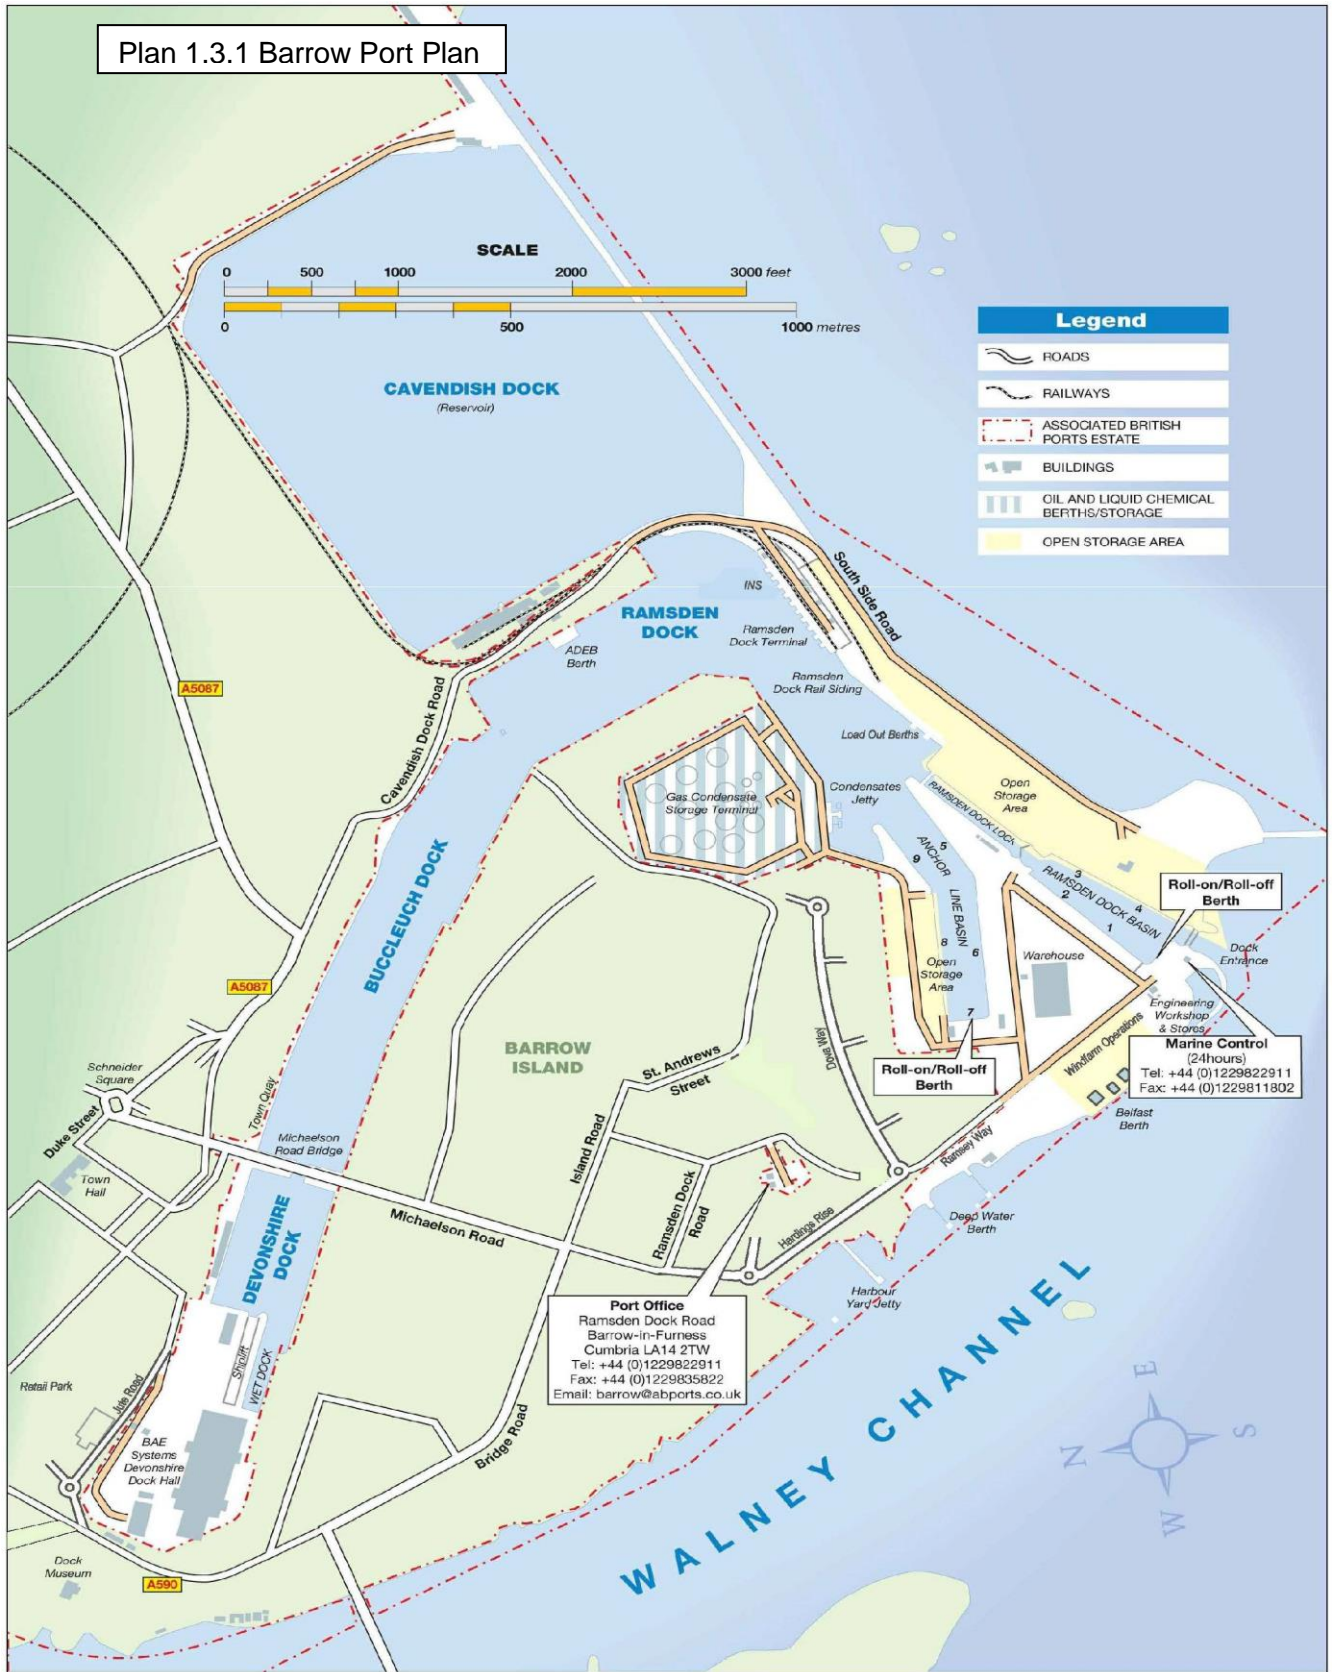 Plan 1.3.1 Barrow Port Plan
SCALE
0 500 1000 2000 3000 feet
0 500 1000 metres
CAVENDISH DOCK
(Reservoir)
Legend
ROADS
RAILWAYS
ASSOCIATED BRITISH
PORTS ESTATE
BUILDINGS
OIL AND LIQUID CHEMICAL
BERTHS/STORAGE
OPEN STORAGE AREA
South Side Road
INS
RAMSDEN
DOCK
Ramsden
Dock Terminal
ADEB
Berth
Ramsden
Dock Rail Siding
A5087
Cavendish Dock Road
Load Out Berths
Condensates
Jetty
Gas Condensate
Storage Terminal
Open
Storage
Area
RAMSDEN DOCK LOCK
ANCHOR
LINE BASIN
5
9
8
6
7
RAMSDEN DOCK BASIN
3
2
4
1
Roll-on/Roll-off
Berth
Dock
Entrance
BUCCLEUCH DOCK
Open
Storage
Area
Warehouse
Engineering
Workshop
& Stores
Windfarm Operations
Marine Control
(24hours)
Tel: +44 (0)1229822911
Fax: +44 (0)1229811802
Belfast
Berth
Roll-on/Roll-off
Berth
A5087
BARROW
ISLAND
Dova Way
St. Andrews
Street
Schneider
Square
Duke Street
Town Quay
Town
Hall
Michaelson
Road Bridge
Island Road
Ramsey Way
Ramsden Dock
Road
Michaelson Road
Hardings Rise
Deep Water
Berth
DEVONSHIRE
DOCK
Harbour
Yard Jetty
Port Office
Ramsden Dock Road
Barrow-in-Furness
Cumbria LA14 2TW
Tel: +44 (0)1229822911
Fax: +44 (0)1229835822
Email: barrow@abports.co.uk
Shiplift
WET DOCK
Retail Park
Jute Road
BAE
Systems
Devonshire
Dock Hall
Bridge Road
WALNEY CHANNEL
N
E
S
W
Dock
Museum
A590